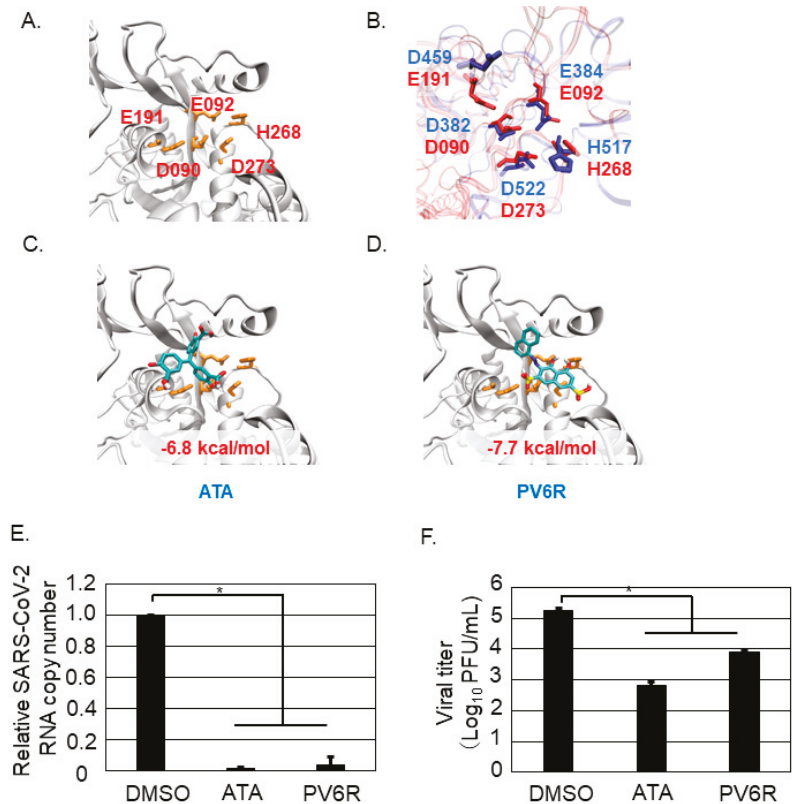 A.
E092
E191
H268
D090
D273
B.
D459
E191
E384
E092
D382
D090
H517
H268
D522
D273
C.
-6.8 kcal/mol
ATA
D.
-7.7 kcal/mol
PV6R
E.
Relative SARS-CoV-2
RNA copy number
1.2
1.0
0.8
0.6
0.4
0.2
0
*
DMSO ATA PV6R
F.
Viral titer
(Log10 PFU/mL)
6
5
4
3
2
1
0
*
DMSO ATA PV6R